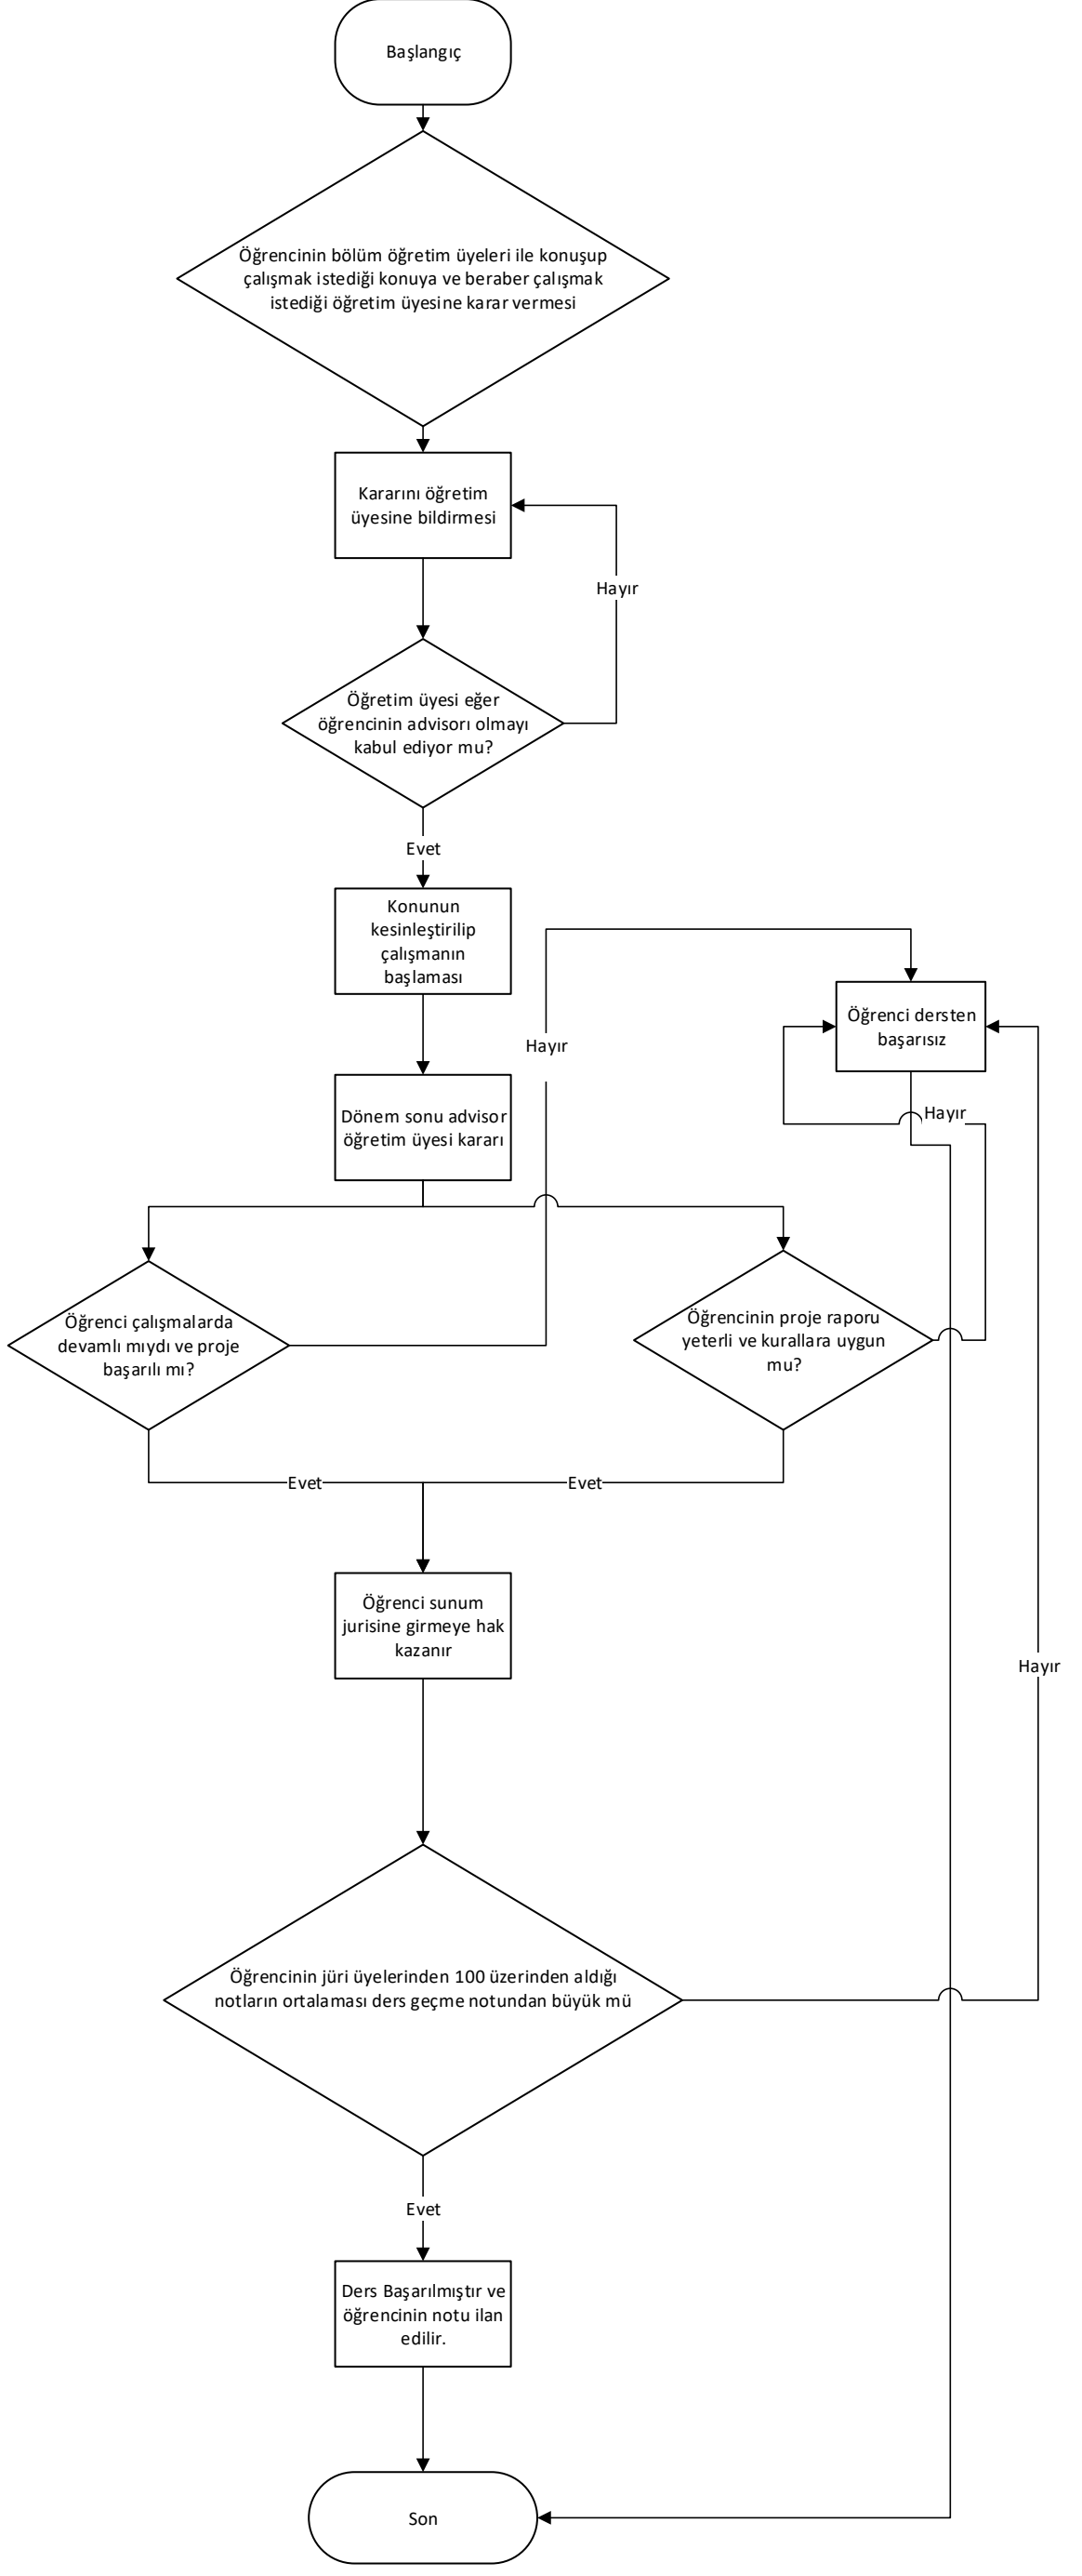 Başlangıç
Öğrencinin bölüm öğretim üyeleri ile konuşup
çalışmak istediği konuya ve beraber çalışmak
istediği öğretim üyesine karar vermesi
Kararını öğretim
üyesine bildirmesi
Hayır
Öğretim üyesi eğer
öğrencinin advisorı olmayı
kabul ediyor mu?
Evet
Konunun
kesinleştirilip
çalışmanın
başlaması
Öğrenci dersten
başarısız
Hayır
Dönem sonu advisor
öğretim üyesi kararı
Hayır
Öğrenci çalışmalarda
devamlı mıydı ve proje
başarılı mı?
Öğrencinin proje raporu
yeterli ve kurallara uygun
mu?
Evet
Evet
Öğrenci sunum
jurisine girmeye hak
kazanır
Hayır
Öğrencinin jüri üyelerinden 100 üzerinden aldığı
notların ortalaması ders geçme notundan büyük mü
Evet
Ders Başarılmıştır ve
öğrencinin notu ilan
edilir.
Son